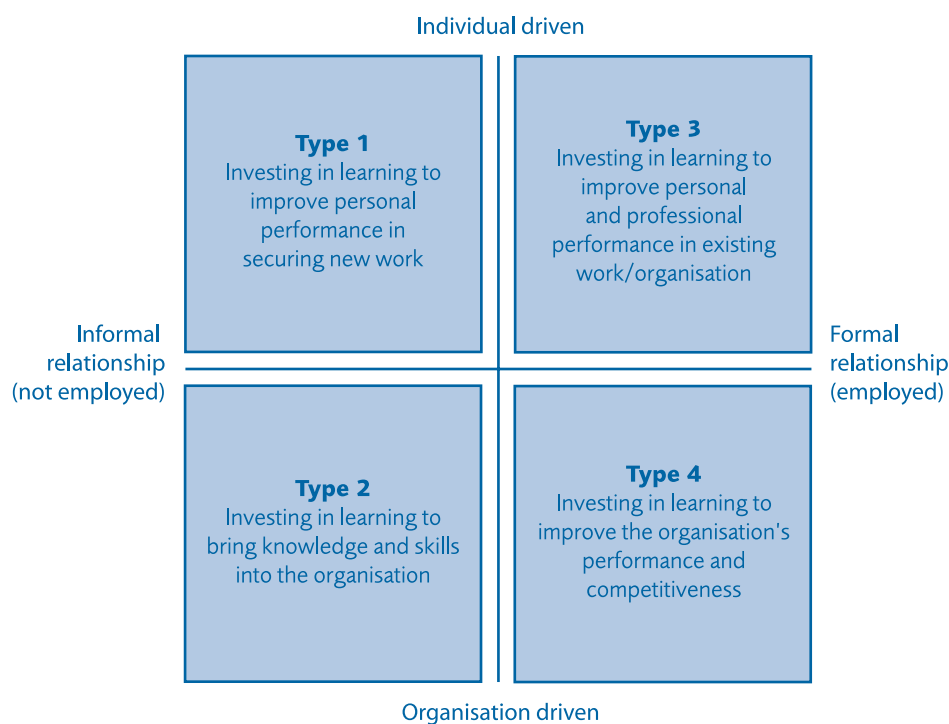 Individual driven
Type 1
Investing in learning to
improve personal
performance in
securing new work
Type 3
Investing in learning to
improve personal
and professional
performance in existing
work/organisation
Informal
relationship
(not employed)
Formal
relationship
(employed)
Type 2
Investing in learning to
bring knowledge and skills
into the organisation
Type 4
Investing in learning to
improve the organisation's
performance and
competitiveness
Organisation driven